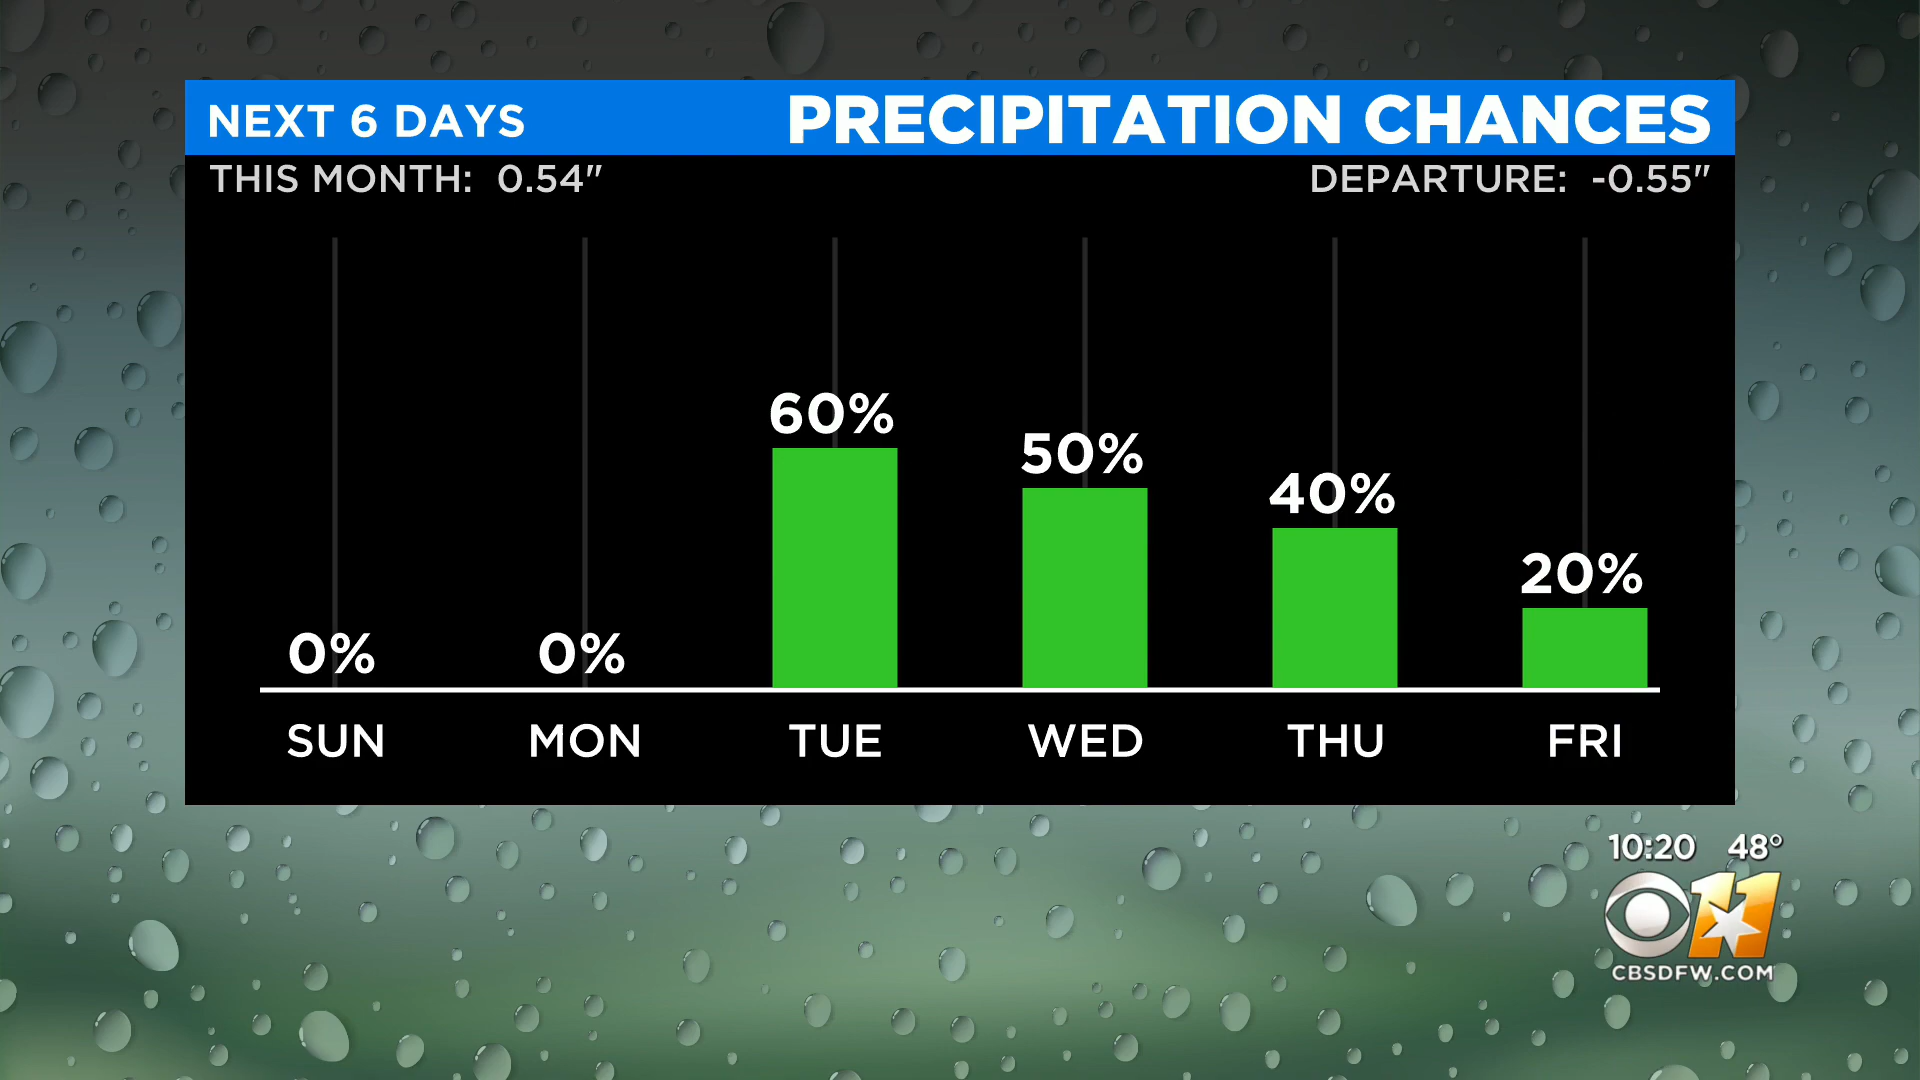 NEXT 6 DAYS PRECIPITATION CHANCES
THIS MONTH: 0.54" DEPARTURE: -0.55"
60%
50%
40%
20%
0% 0%
SUN MON TUE WED THU FRI
10:20 48°
11
CBSDFW.COM